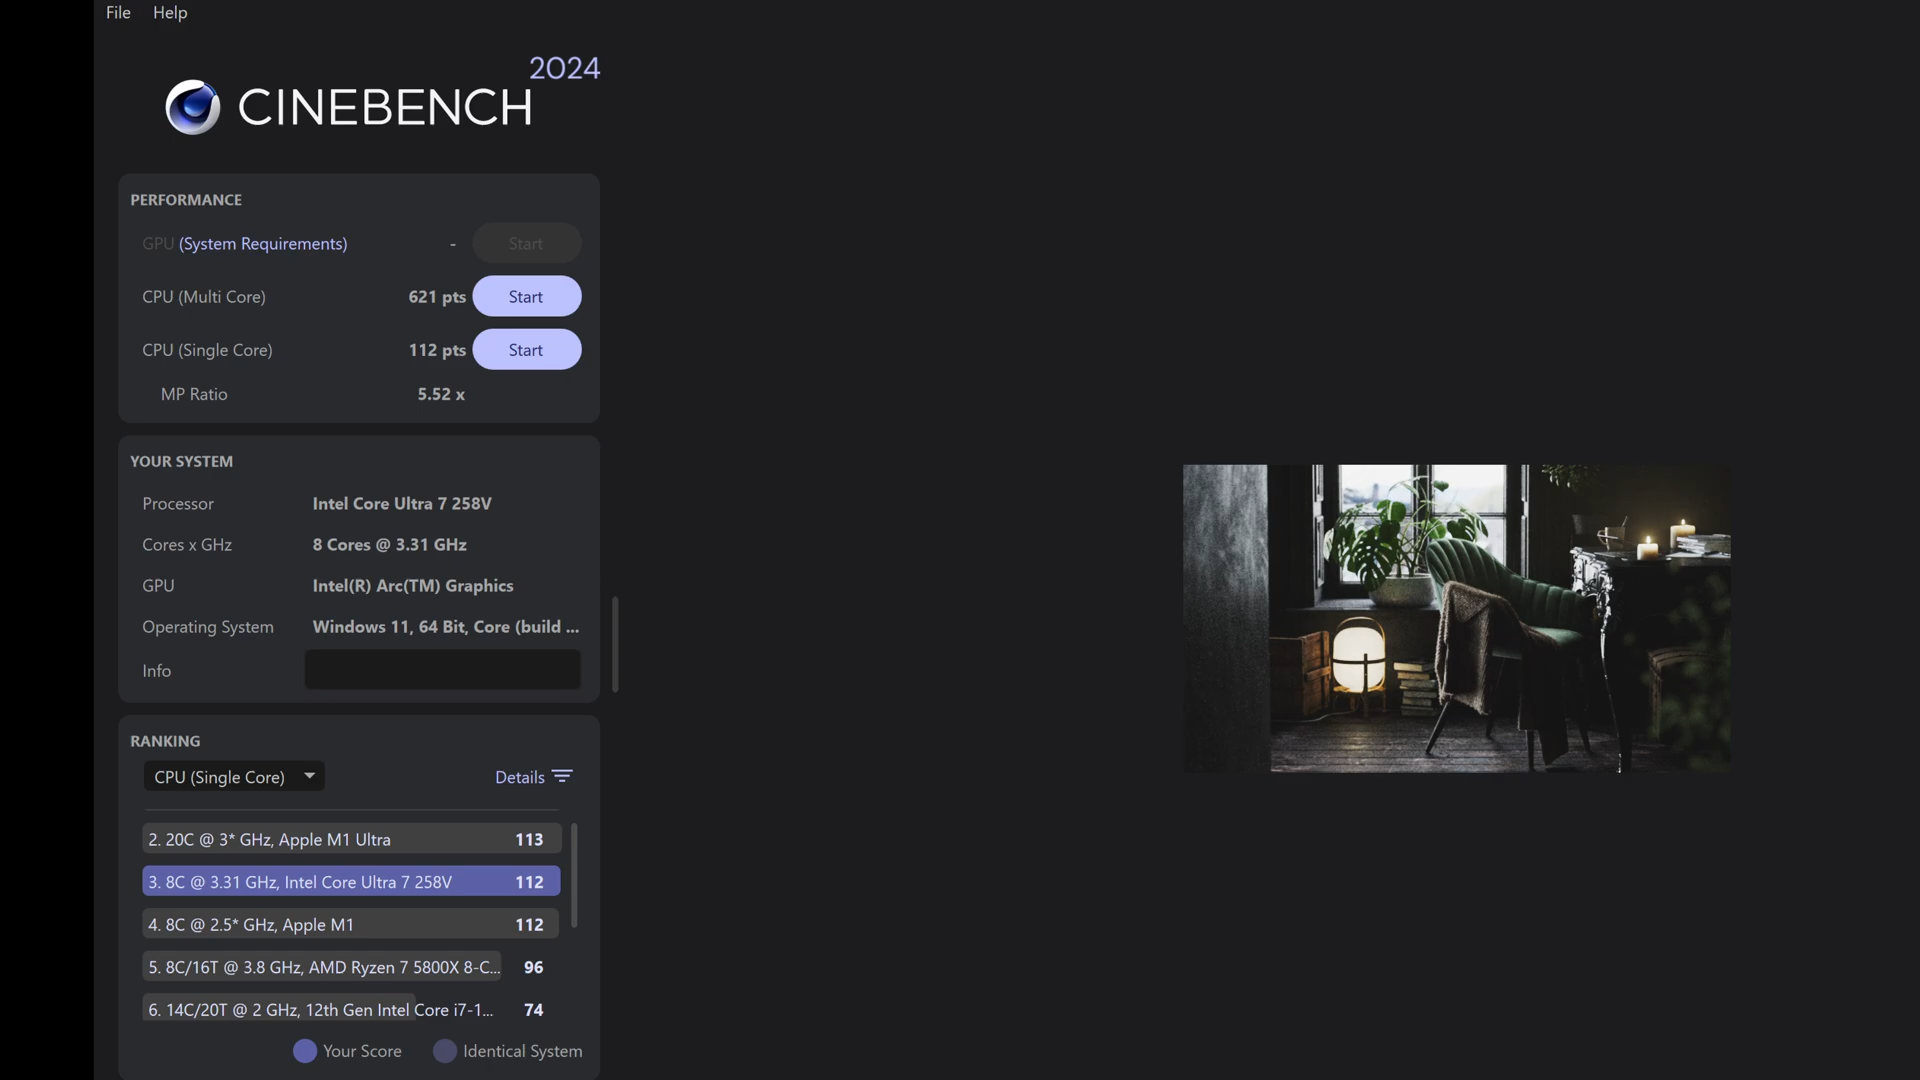 File Help
2024
CINEBENCH
PERFORMANCE
GPU (System Requirements) - Start
CPU (Multi Core) 621 pts Start
CPU (Single Core) 112 pts Start
MP Ratio 5.52 x
YOUR SYSTEM
Processor Intel Core Ultra 7 258V
Cores x GHz 8 Cores @ 3.31 GHz
GPU Intel(R) Arc(TM) Graphics
Operating System Windows 11, 64 Bit, Core (build ...
Info
RANKING
CPU (Single Core) Details
2. 20C @ 3* GHz, Apple M1 Ultra 113
3. 8C @ 3.31 GHz, Intel Core Ultra 7 258V 112
4. 8C @ 2.5* GHz, Apple M1 112
5. 8C/16T @ 3.8 GHz, AMD Ryzen 7 5800X 8-C... 96
6. 14C/20T @ 2 GHz, 12th Gen Intel Core i7-1... 74
Your Score Identical System